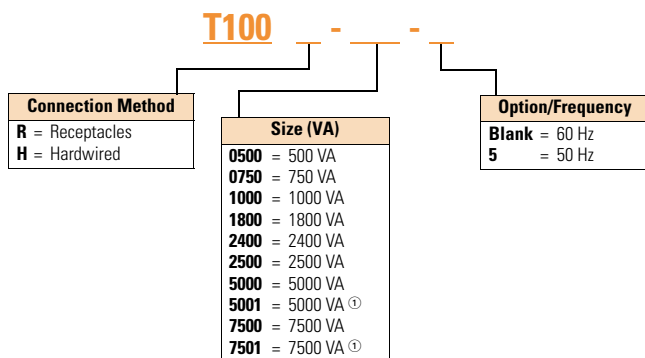 T100 _ - _ - _
Connection Method
R = Receptacles
H = Hardwired
Size (VA)
0500 = 500 VA
0750 = 750 VA
1000 = 1000 VA
1800 = 1800 VA
2400 = 2400 VA
2500 = 2500 VA
5000 = 5000 VA
5001 = 5000 VA ①
7500 = 7500 VA
7501 = 7500 VA ①
Option/Frequency
Blank = 60 Hz
5 = 50 Hz